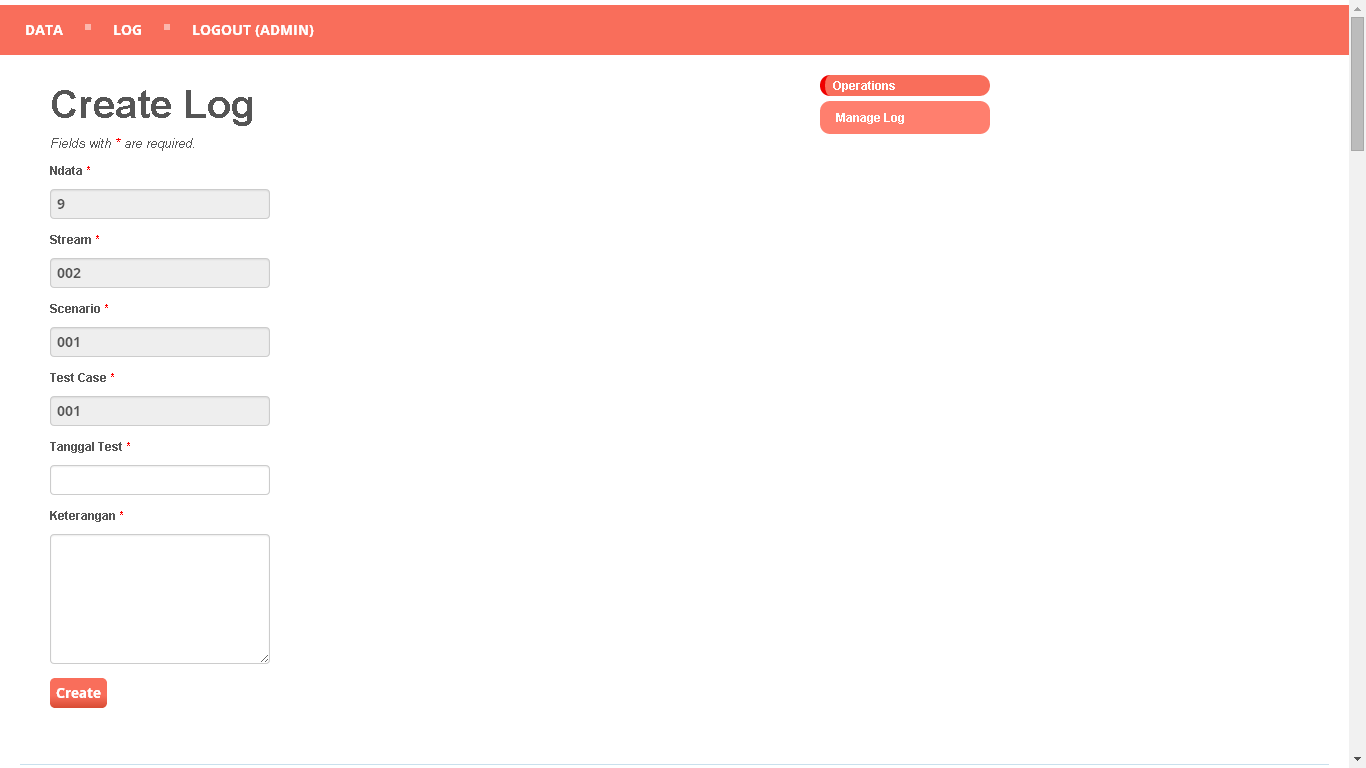 DATA LOG LOGOUT (ADMIN)
Create Log
Fields with * are required.
Ndata *
9
Stream *
002
Scenario *
001
Test Case *
001
Tanggal Test *
Keterangan *
Create
Operations
Manage Log